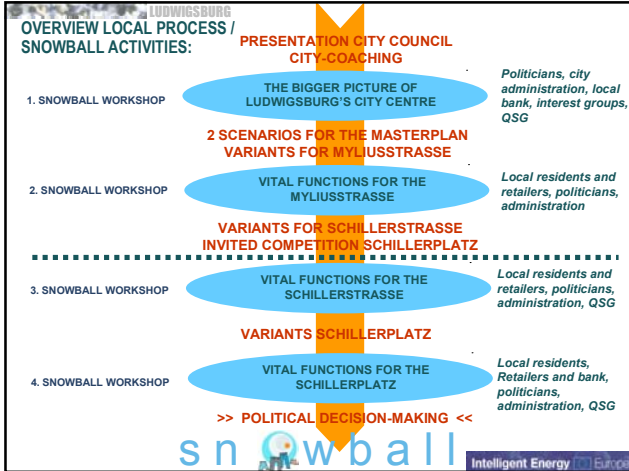 LUDWIGSBURG
OVERVIEW LOCAL PROCESS /
SNOWBALL ACTIVITIES:
PRESENTATION CITY COUNCIL
CITY-COACHING
1. SNOWBALL WORKSHOP
THE BIGGER PICTURE OF
LUDWIGSBURG'S CITY CENTRE
Politicians, city
administration, local
bank, interest groups,
QSG
2 SCENARIOS FOR THE MASTERPLAN
VARIANTS FOR MYLIUSSTRASSE
2. SNOWBALL WORKSHOP
VITAL FUNCTIONS FOR THE
MYLIUSSTRASSE
Local residents and
retailers, politicians,
administration
VARIANTS FOR SCHILLERSTRASSE
INVITED COMPETITION SCHILLERPLATZ
3. SNOWBALL WORKSHOP
VITAL FUNCTIONS FOR THE
SCHILLERSTRASSE
Local residents and
retailers, politicians,
administration, QSG
VARIANTS SCHILLERPLATZ
4. SNOWBALL WORKSHOP
VITAL FUNCTIONS FOR THE
SCHILLERPLATZ
Local residents,
Retailers and bank,
politicians,
administration, QSG
>> POLITICAL DECISION-MAKING <<
snowball
Intelligent Energy Europe